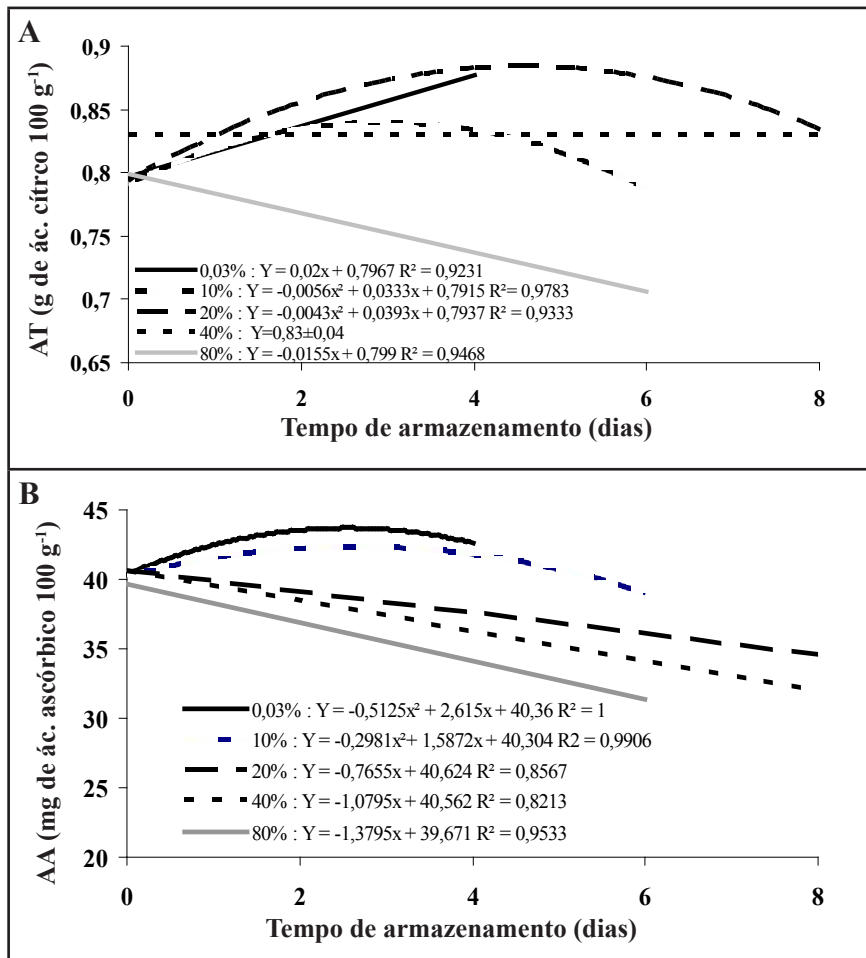 A
AT (g de ác. cítrco 100 g⁻¹)
0,9
0,85
0,8
0,75
0,7
0,65
0,03% : Y = 0,02x + 0,7967 R² = 0,9231
10% : Y = -0,0056x² + 0,0333x + 0,7915 R²= 0,9783
20% : Y = -0,0043x² + 0,0393x + 0,7937 R² = 0,9333
40% : Y=0,83±0,04
80% : Y = -0,0155x + 0,799 R² = 0,9468
0 2 4 6 8
Tempo de armazenamento (dias)
B
AA (mg de ác. ascórbico 100 g⁻¹)
45
40
35
30
25
20
0,03% : Y = -0,5125x² + 2,615x + 40,36 R² = 1
10% : Y = -0,2981x²+ 1,5872x + 40,304 R2 = 0,9906
20% : Y = -0,7655x + 40,624 R² = 0,8567
40% : Y = -1,0795x + 40,562 R² = 0,8213
80% : Y = -1,3795x + 39,671 R² = 0,9533
0 2 4 6 8
Tempo de armazenamento (dias)